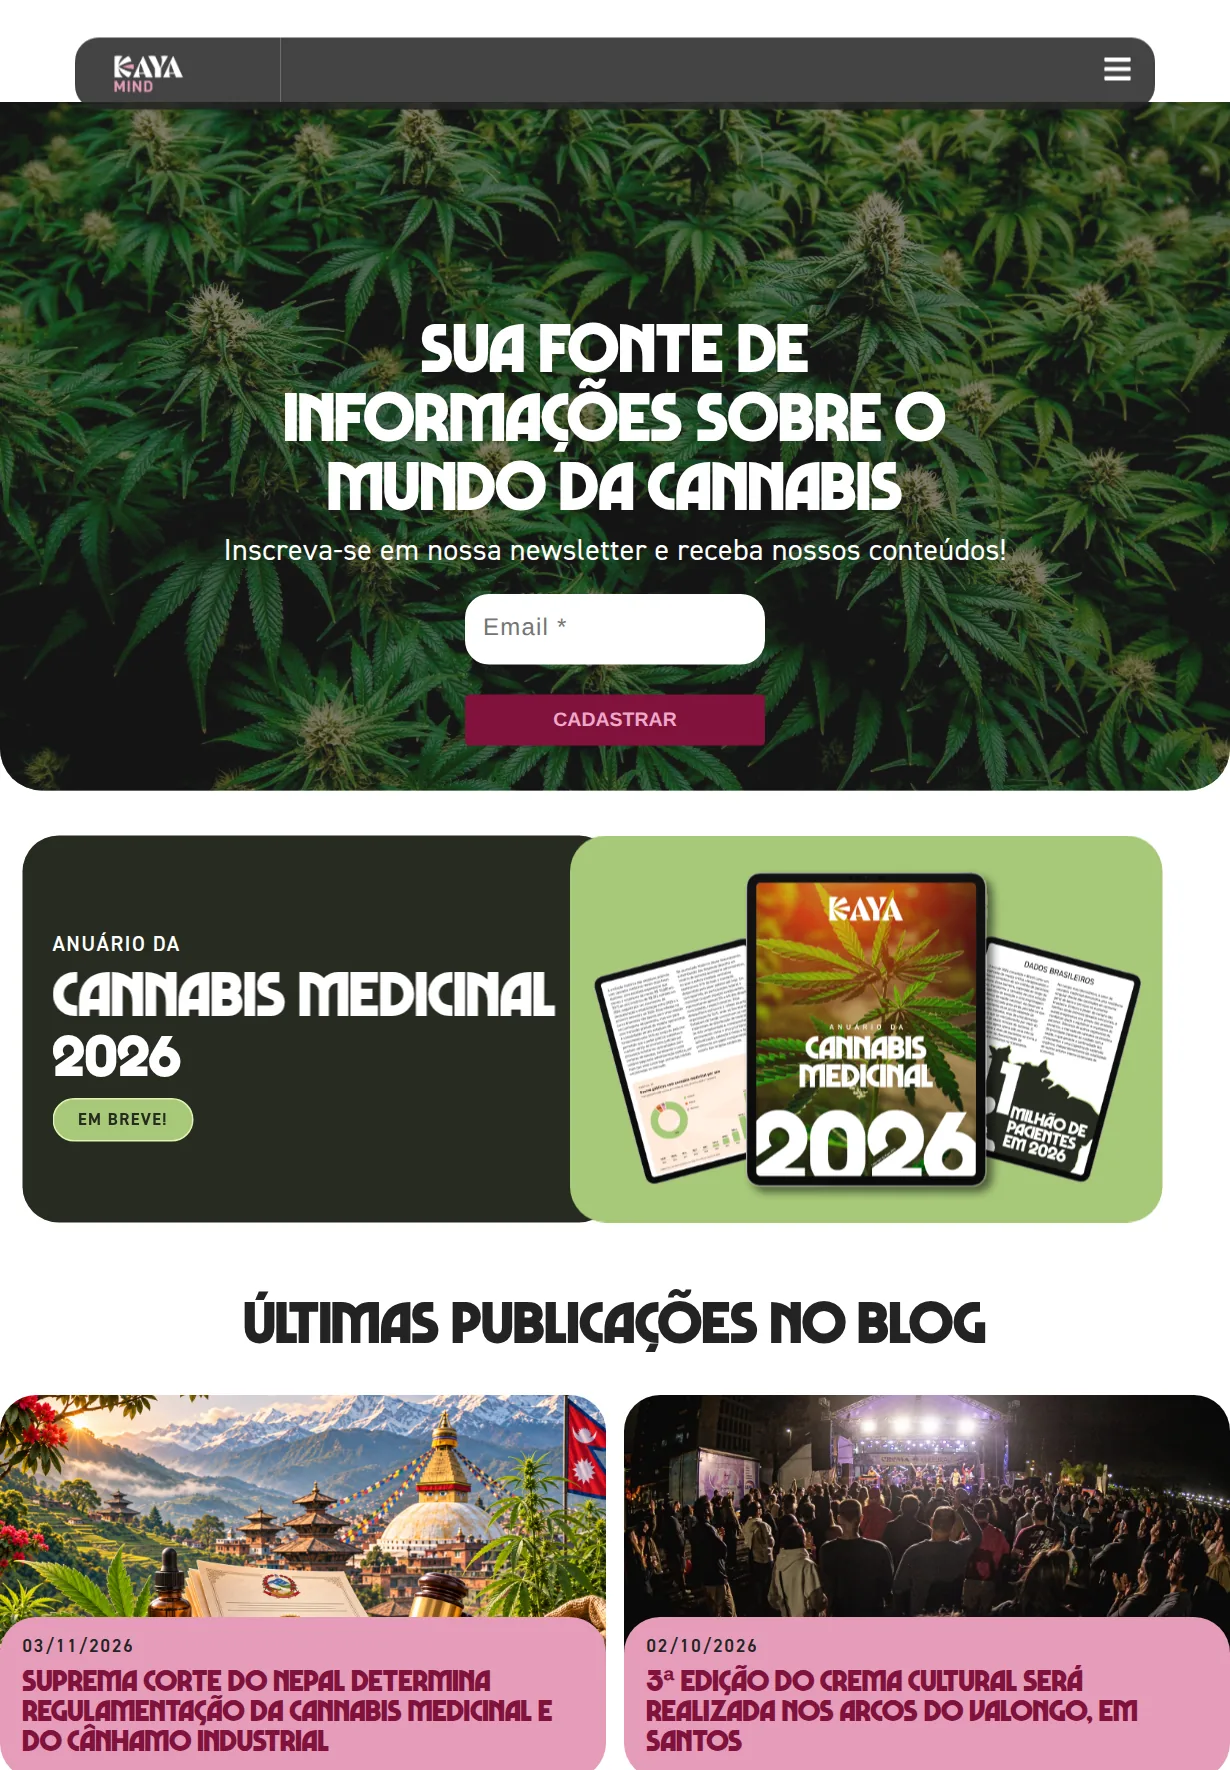 KAYA
MIND
SUA FONTE DE
INFORMAÇÕES SOBRE O
MUNDO DA CANNABIS
Inscreva-se em nossa newsletter e receba nossos conteúdos!
Email *
CADASTRAR
ANUÁRIO DA
CANNABIS MEDICINAL
2026
EM BREVE!
KAYA
ANUÁRIO DA
CANNABIS
MEDICINAL
2026
DADOS BRASILEIROS
MILHÃO DE
PACIENTES
EM 2026
ÚLTIMAS PUBLICAÇÕES NO BLOG
03/11/2026
SUPREMA CORTE DO NEPAL DETERMINA
REGULAMENTAÇÃO DA CANNABIS MEDICINAL E
DO CÂNHAMO INDUSTRIAL
02/10/2026
3ª EDIÇÃO DO CREMA CULTURAL SERÁ
REALIZADA NOS ARCOS DO VALONGO, EM
SANTOS